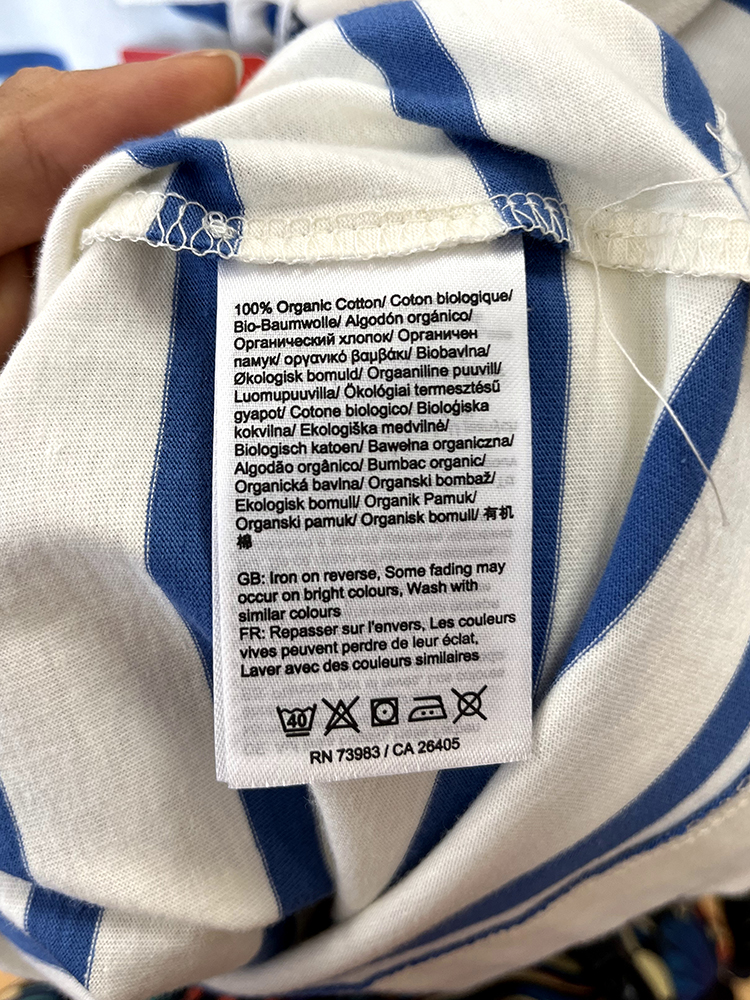 100% Organic Cotton/ Coton biologique/
Bio-Baumwolle/ Algodón orgánico/
Органический хлопок/ Органичен
памук/ οργανικό βαμβάκι/ Biobavlna/
Økologisk bomuld/ Orgaaniline puuvill/
Luomupuuvilla/ Ökológiai termesztésű
gyapot/ Cotone biologico/ Bioloģiska
kokvilna/ Ekologiška medvilnė/
Biologisch katoen/ Bawełna organiczna/
Algodão orgânico/ Bumbac organic/
Organická bavlna/ Organski bombaž/
Ekologisk bomull/ Organik Pamuk/
Organski pamuk/ Organisk bomull/ 有机
棉
GB: Iron on reverse, Some fading may
occur on bright colours, Wash with
similar colours
FR: Repasser sur l'envers, Les couleurs
vives peuvent perdre de leur éclat,
Laver avec des couleurs similaires
40
RN 73983 / CA 26405